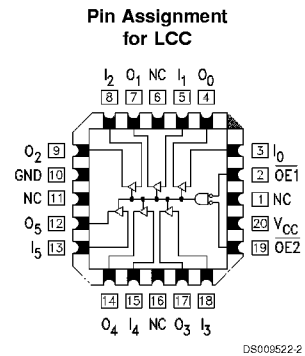 Pin Assignment
for LCC
I2 O1 NC I1 O0
8 7 6 5 4
O2 9
GND 10
NC 11
O5 12
I5 13
3 I0
2 OE1
1 NC
20 VCC
19 OE2
14 15 16 17 18
O4 I4 NC O3 I3
DS009522-2